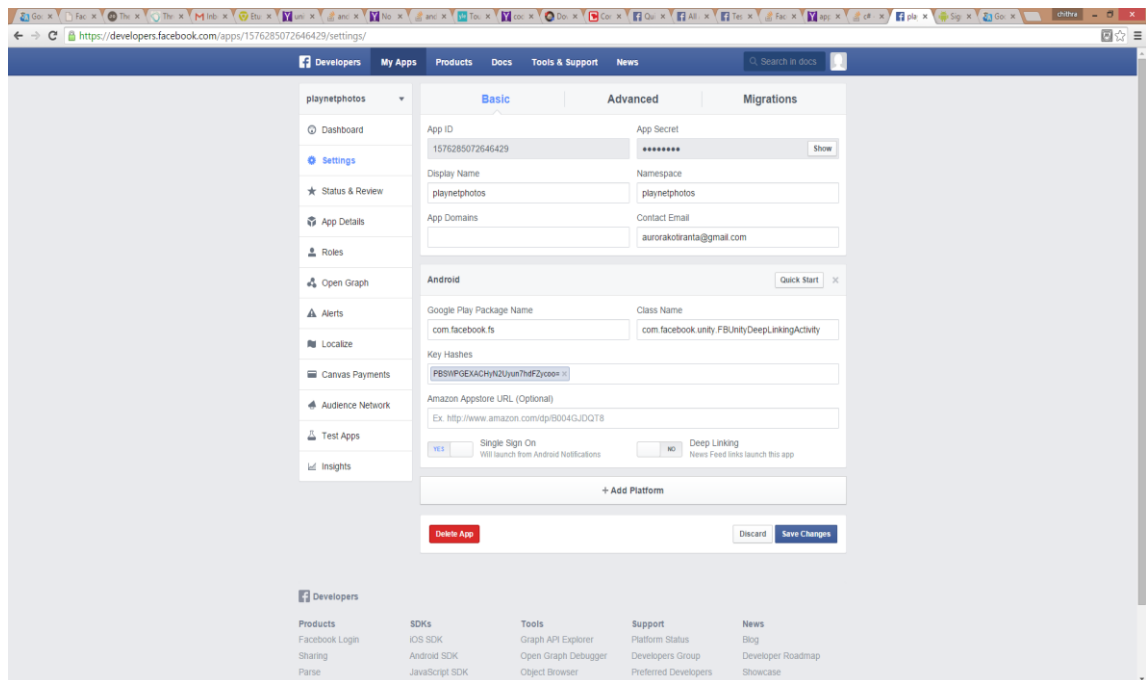 chithra
https://developers.facebook.com/apps/1576285072646429/settings/
Developers My Apps Products Docs Tools & Support News Search in docs
playnetphotos
Dashboard
Settings
Status & Review
App Details
Roles
Open Graph
Alerts
Localize
Canvas Payments
Audience Network
Test Apps
Insights
Basic Advanced Migrations
App ID App Secret
1576285072646429 •••••••• Show
Display Name Namespace
playnetphotos playnetphotos
App Domains Contact Email
aurorakotiranta@gmail.com
Android Quick Start
Google Play Package Name Class Name
com.facebook.fs com.facebook.unity.FBUnityDeepLinkingActivity
Key Hashes
PBSWPGEXACHyN2Uyun7hdFZycoo=
Amazon Appstore URL (Optional)
Ex. http://www.amazon.com/dp/B004GJDQT8
YES Single Sign On NO Deep Linking
Will launch from Android Notifications News Feed links launch this app
+ Add Platform
Delete App Discard Save Changes
Developers
Products SDKs Tools Support News
Facebook Login iOS SDK Graph API Explorer Platform Status Blog
Sharing Android SDK Open Graph Debugger Developers Group Developer Roadmap
Parse JavaScript SDK Object Browser Preferred Developers Showcase